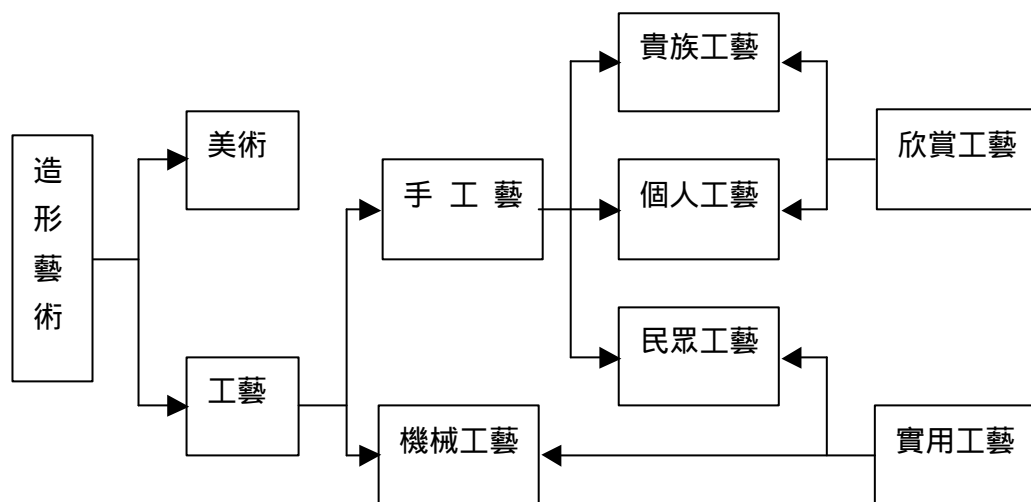 造形藝術
美術
工藝
手 工 藝
機械工藝
貴族工藝
個人工藝
民眾工藝
欣賞工藝
實用工藝